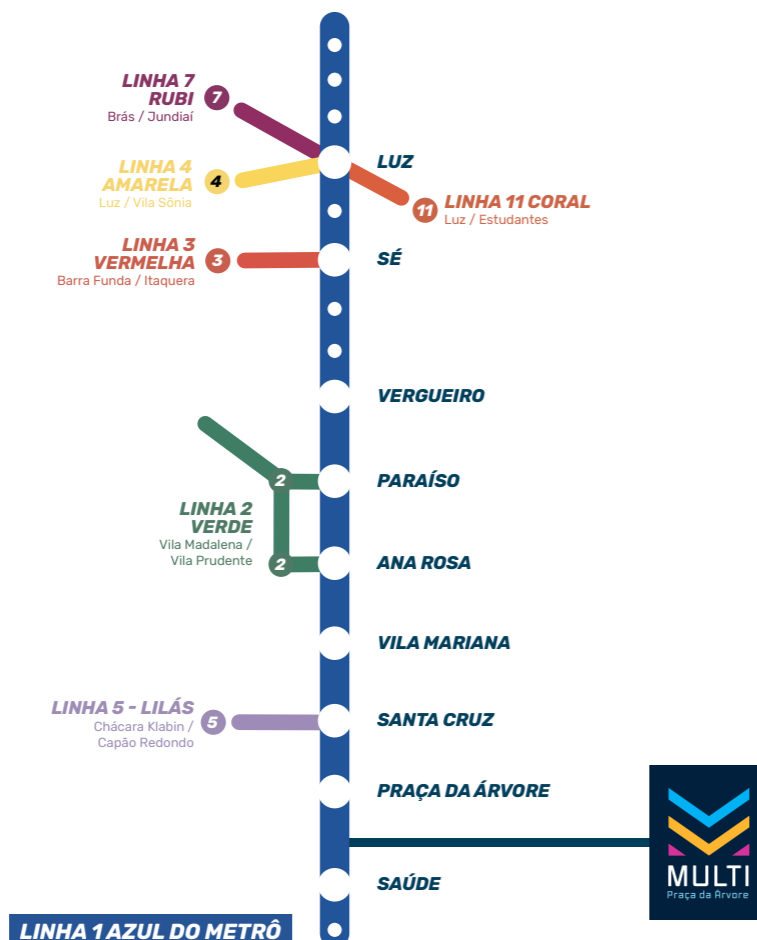 LINHA 7
RUBI
Brás / Jundiaí
7
LUZ
LINHA 4
AMARELA
Luz / Vila Sônia
4
11
LINHA 11 CORAL
Luz / Estudantes
LINHA 3
VERMELHA
Barra Funda / Itaquera
3
SÉ
VERGUEIRO
2
PARAÍSO
LINHA 2
VERDE
Vila Madalena /
Vila Prudente
2
ANA ROSA
VILA MARIANA
LINHA 5 - LILÁS
Chácara Klabin /
Capão Redondo
5
SANTA CRUZ
PRAÇA DA ÁRVORE
MULTI
Praça da Árvore
SAÚDE
LINHA 1 AZUL DO METRÔ